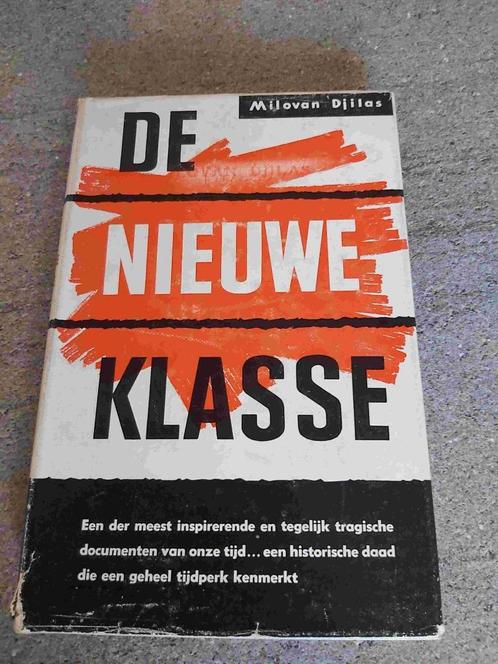 Milovan Djilas
DE
NIEUWE
KLASSE
Een der meest inspirerende en tegelijk tragische
documenten van onze tijd... een historische daad
die een geheel tijdperk kenmerkt